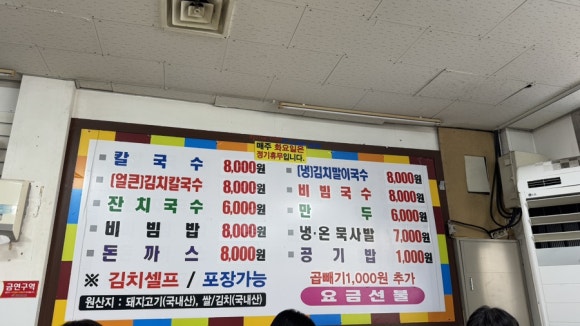 매주 화요일은
정기휴무입니다.
칼국수 8,000원
(얼큰)김치칼국수 8,000원
잔치국수 6,000원
비빔밥 8,000원
돈까스 8,000원
(냉)김치말이국수 8,000원
비빔국수 8,000원
만두 6,000원
냉·온묵사발 7,000원
공기밥 1,000원
※ 김치셀프 / 포장가능
곱빼기1,000원 추가
원산지 : 돼지고기(국내산), 쌀/김치(국내산)
요금선불
금연구역
LG